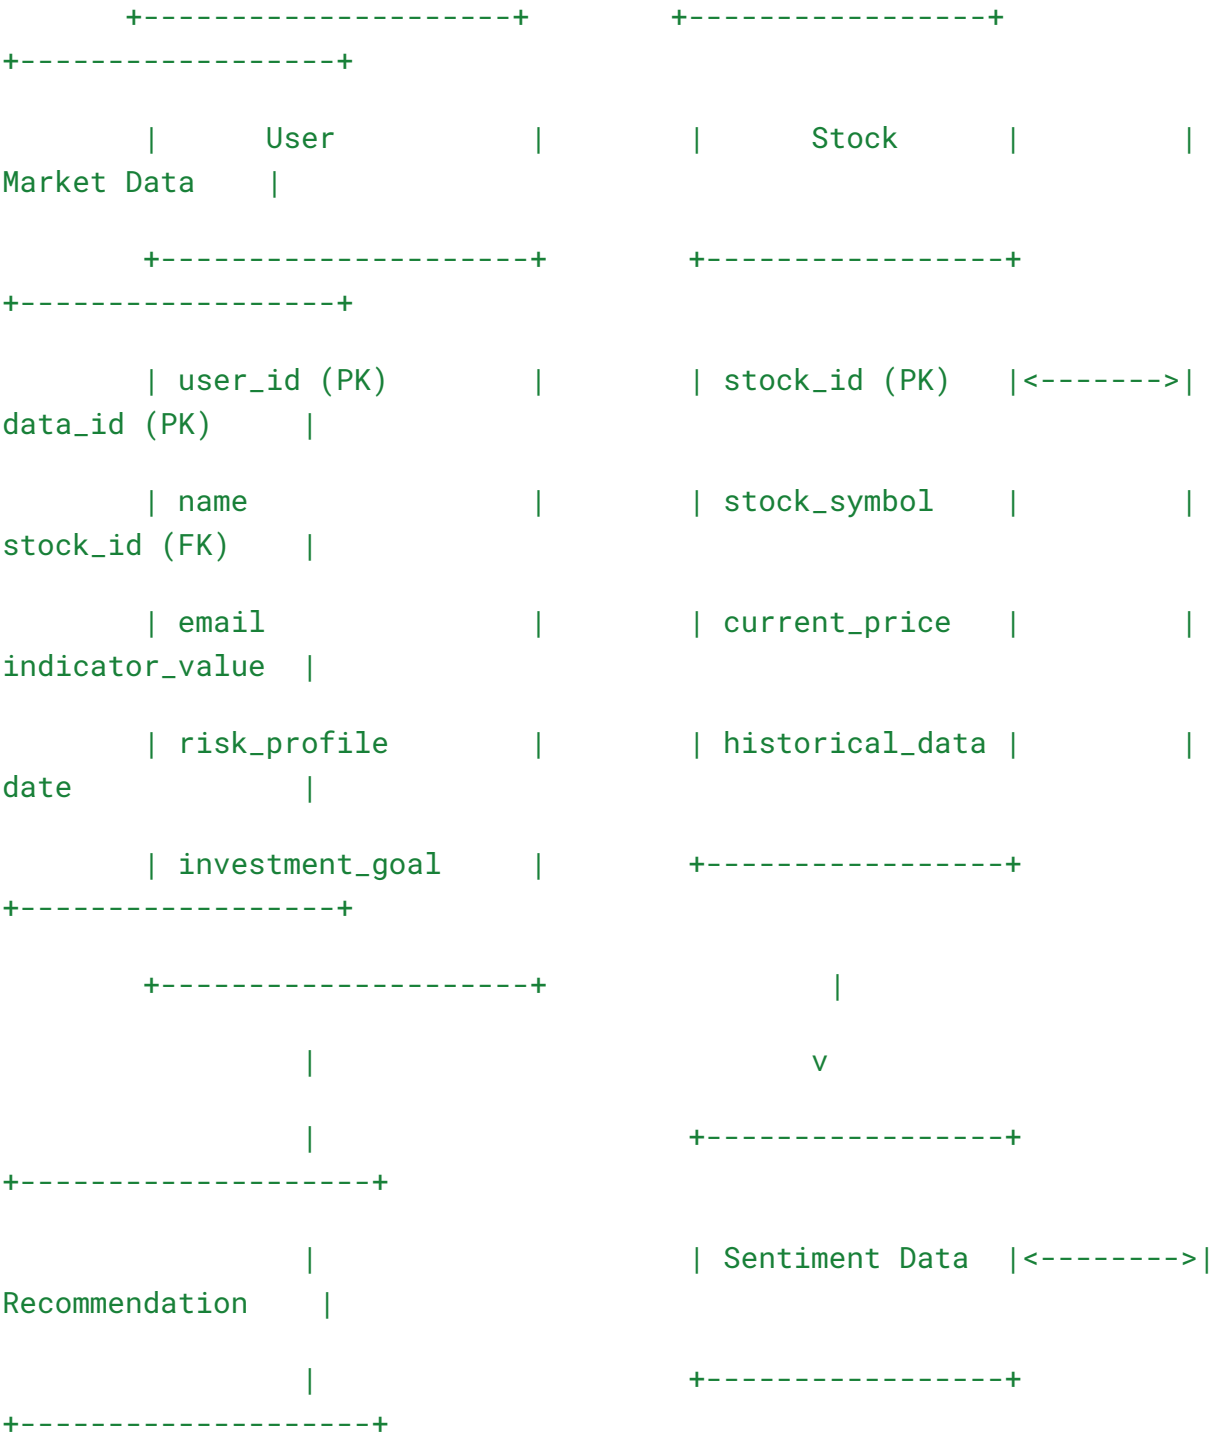 +---------------------+        +-----------------+
+------------------+
|      User           |        |      Stock      |         |
Market Data    |
+---------------------+        +-----------------+
+------------------+
| user_id (PK)        |        | stock_id (PK)   |<------->|
data_id (PK)     |
| name                |        | stock_symbol    |         |
stock_id (FK)    |
| email               |        | current_price   |         |
indicator_value  |
| risk_profile        |        | historical_data |         |
date             |
| investment_goal     |        +-----------------+
+------------------+
+---------------------+                |
|                            v
|                     +-----------------+
+--------------------+
|                     | Sentiment Data  |<-------->|
Recommendation    |
|                     +-----------------+
+--------------------+